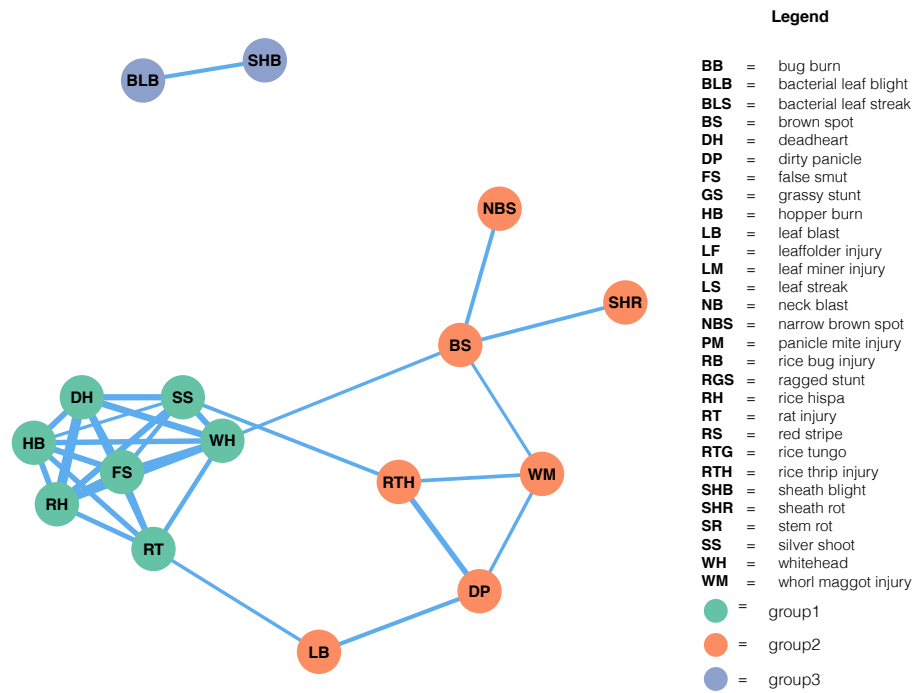 Legend
SHB
BLB
BB = bug burn
BLB = bacterial leaf blight
BLS = bacterial leaf streak
BS = brown spot
DH = deadheart
DP = dirty panicle
FS = false smut
GS = grassy stunt
HB = hopper burn
LB = leaf blast
LF = leaffolder injury
LM = leaf miner injury
LS = leaf streak
NB = neck blast
NBS = narrow brown spot
PM = panicle mite injury
RB = rice bug injury
RGS = ragged stunt
RH = rice hispa
RT = rat injury
RS = red stripe
RTG = rice tungo
RTH = rice thrip injury
SHB = sheath blight
SHR = sheath rot
SR = stem rot
SS = silver shoot
WH = whitehead
WM = whorl maggot injury
= group1
= group2
= group3
NBS
SHR
BS
DH
SS
HB
WH
FS
RTH
WM
RH
RT
DP
LB